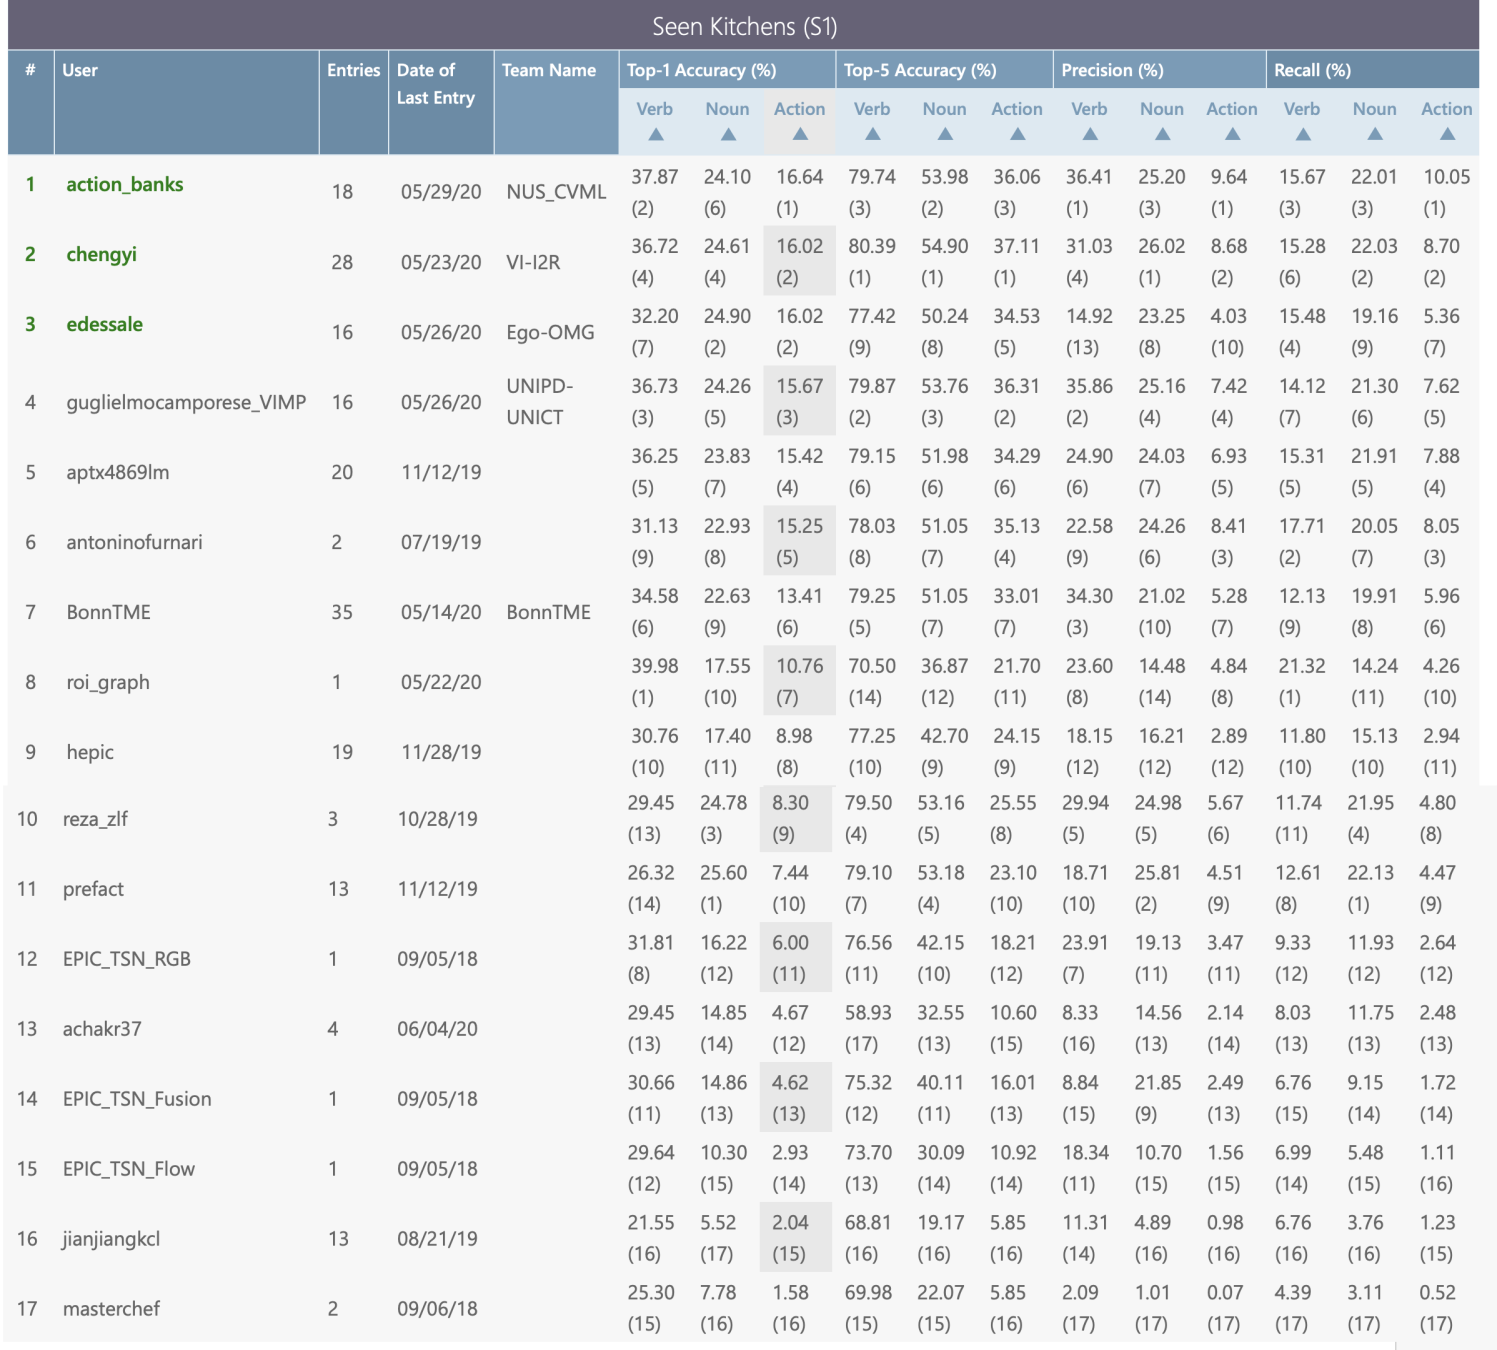 Seen Kitchens (S1)
# User Entries Date of Team Name Top-1 Accuracy (%) Top-5 Accuracy (%) Precision (%) Recall (%)
Last Entry
Verb Noun Action Verb Noun Action Verb Noun Action Verb Noun Action
▲ ▲ ▲ ▲ ▲ ▲ ▲ ▲ ▲ ▲ ▲ ▲
1 action_banks 18 05/29/20 NUS_CVML 37.87 24.10 16.64 79.74 53.98 36.06 36.41 25.20 9.64 15.67 22.01 10.05
(2) (6) (1) (3) (2) (3) (1) (3) (1) (3) (3) (1)
2 chengyi 28 05/23/20 VI-I2R 36.72 24.61 16.02 80.39 54.90 37.11 31.03 26.02 8.68 15.28 22.03 8.70
(4) (4) (2) (1) (1) (1) (4) (1) (2) (6) (2) (2)
3 edessale 16 05/26/20 Ego-OMG 32.20 24.90 16.02 77.42 50.24 34.53 14.92 23.25 4.03 15.48 19.16 5.36
(7) (2) (2) (9) (8) (5) (13) (8) (10) (4) (9) (7)
4 guglielmocamporese_VIMP 16 05/26/20 UNIPD- 36.73 24.26 15.67 79.87 53.76 36.31 35.86 25.16 7.42 14.12 21.30 7.62
UNICT (3) (5) (3) (2) (3) (2) (2) (4) (4) (7) (6) (5)
5 aptx4869lm 20 11/12/19 36.25 23.83 15.42 79.15 51.98 34.29 24.90 24.03 6.93 15.31 21.91 7.88
(5) (7) (4) (6) (6) (6) (6) (7) (5) (5) (5) (4)
6 antoninofurnari 2 07/19/19 31.13 22.93 15.25 78.03 51.05 35.13 22.58 24.26 8.41 17.71 20.05 8.05
(9) (8) (5) (8) (7) (4) (9) (6) (3) (2) (7) (3)
7 BonnTME 35 05/14/20 BonnTME 34.58 22.63 13.41 79.25 51.05 33.01 34.30 21.02 5.28 12.13 19.91 5.96
(6) (9) (6) (5) (7) (7) (3) (10) (7) (9) (8) (6)
8 roi_graph 1 05/22/20 39.98 17.55 10.76 70.50 36.87 21.70 23.60 14.48 4.84 21.32 14.24 4.26
(1) (10) (7) (14) (12) (11) (8) (14) (8) (1) (11) (10)
9 hepic 19 11/28/19 30.76 17.40 8.98 77.25 42.70 24.15 18.15 16.21 2.89 11.80 15.13 2.94
(10) (11) (8) (10) (9) (9) (12) (12) (12) (10) (10) (11)
10 reza_zlf 3 10/28/19 29.45 24.78 8.30 79.50 53.16 25.55 29.94 24.98 5.67 11.74 21.95 4.80
(13) (3) (9) (4) (5) (8) (5) (5) (6) (11) (4) (8)
11 prefact 13 11/12/19 26.32 25.60 7.44 79.10 53.18 23.10 18.71 25.81 4.51 12.61 22.13 4.47
(14) (1) (10) (7) (4) (10) (10) (2) (9) (8) (1) (9)
12 EPIC_TSN_RGB 1 09/05/18 31.81 16.22 6.00 76.56 42.15 18.21 23.91 19.13 3.47 9.33 11.93 2.64
(8) (12) (11) (11) (10) (12) (7) (11) (11) (12) (12) (12)
13 achakr37 4 06/04/20 29.45 14.85 4.67 58.93 32.55 10.60 8.33 14.56 2.14 8.03 11.75 2.48
(13) (14) (12) (17) (13) (15) (16) (13) (14) (13) (13) (13)
14 EPIC_TSN_Fusion 1 09/05/18 30.66 14.86 4.62 75.32 40.11 16.01 8.84 21.85 2.49 6.76 9.15 1.72
(11) (13) (13) (12) (11) (13) (15) (9) (13) (15) (14) (14)
15 EPIC_TSN_Flow 1 09/05/18 29.64 10.30 2.93 73.70 30.09 10.92 18.34 10.70 1.56 6.99 5.48 1.11
(12) (15) (14) (13) (14) (14) (11) (15) (15) (14) (15) (16)
16 jianjiangkcl 13 08/21/19 21.55 5.52 2.04 68.81 19.17 5.85 11.31 4.89 0.98 6.76 3.76 1.23
(16) (17) (15) (16) (16) (16) (14) (16) (16) (16) (16) (15)
17 masterchef 2 09/06/18 25.30 7.78 1.58 69.98 22.07 5.85 2.09 1.01 0.07 4.39 3.11 0.52
(15) (16) (16) (15) (15) (16) (17) (17) (17) (17) (17) (17)